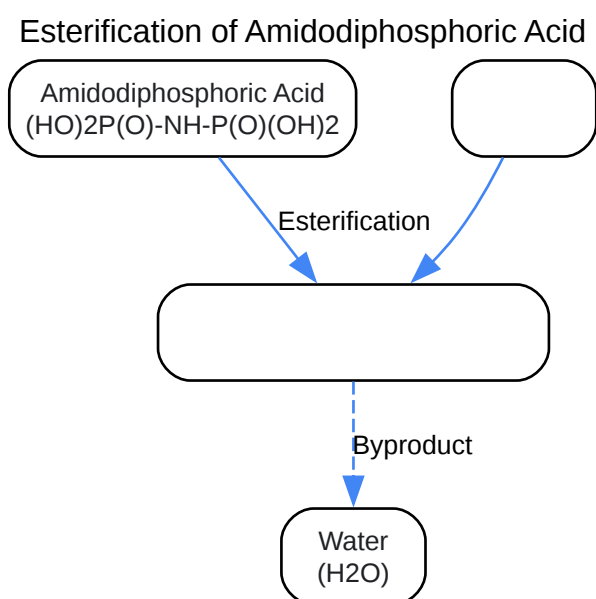 Esterification of Amidodiphosphoric Acid
Amidodiphosphoric Acid
(HO)2P(O)-NH-P(O)(OH)2
Esterification
Byproduct
Water
(H2O)